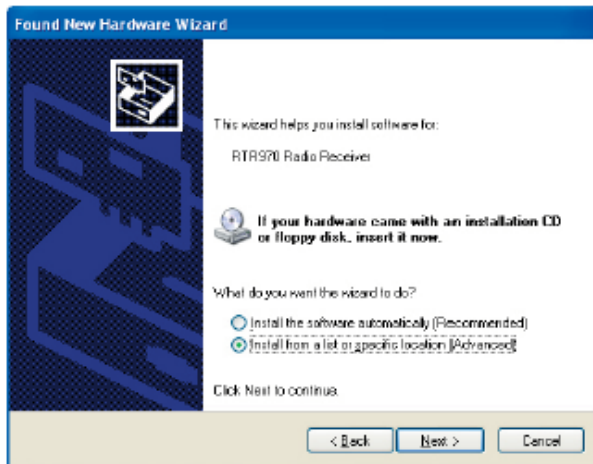 Found New Hardware Wizard
This wizard helps you install software for:
RTR970 Radio Receiver
If your hardware came with an installation CD
or floppy disk, insert it now.
What do you want the wizard to do?
Install the software automatically (Recommended)
Install from a list or specific location (Advanced)
Click Next to continue.
< Back
Next >
Cancel